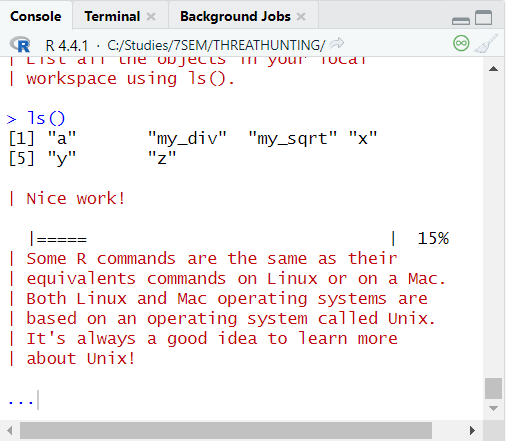 Console Terminal × Background Jobs ×
R R 4.4.1 · C:/Studies/7SEM/THREATHUNTING/
| List all the objects in your local
| workspace using ls().
> ls()
[1] "a" "my_div" "my_sqrt" "x"
[5] "y" "z"
| Nice work!
|===== | 15%
| Some R commands are the same as their
| equivalents commands on Linux or on a Mac.
| Both Linux and Mac operating systems are
| based on an operating system called Unix.
| It's always a good idea to learn more
| about Unix!
...